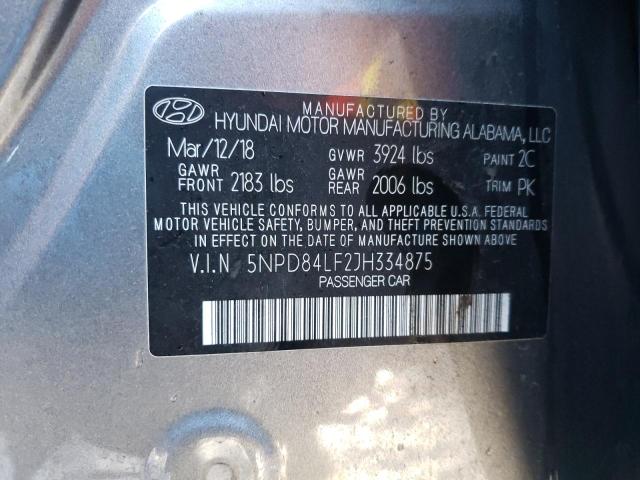 MANUFACTURED BY
HYUNDAI MOTOR MANUFACTURING ALABAMA, LLC
Mar/12/18 GVWR 3924 lbs PAINT 2C
GAWR FRONT 2183 lbs GAWR REAR 2006 lbs TRIM PK
THIS VEHICLE CONFORMS TO ALL APPLICABLE U.S.A. FEDERAL
MOTOR VEHICLE SAFETY, BUMPER, AND THEFT PREVENTION STANDARDS
IN EFFECT ON THE DATE OF MANUFACTURE SHOWN ABOVE.
V.I.N 5NPD84LF2JH334875
PASSENGER CAR